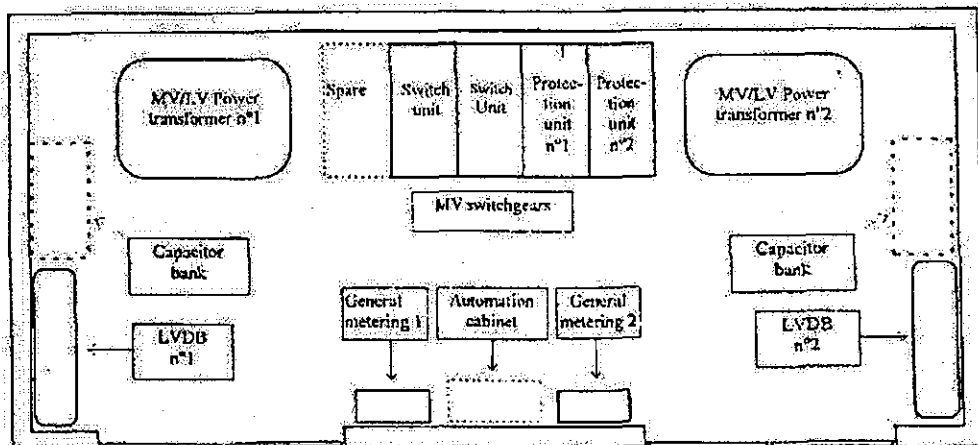 MV/LV Power
transformer n°1
Spare
Switch
unit
Switch
Unit
Protec-
tion
unit
n°1
Protec-
tion
unit
n°2
MV/LV Power
transformer n°2
MV switchgears
Capacitor
bank
Capacitor
bank
General
metering 1
Automation
cabinet
General
metering 2
LVDB
n°1
LVDB
n°2